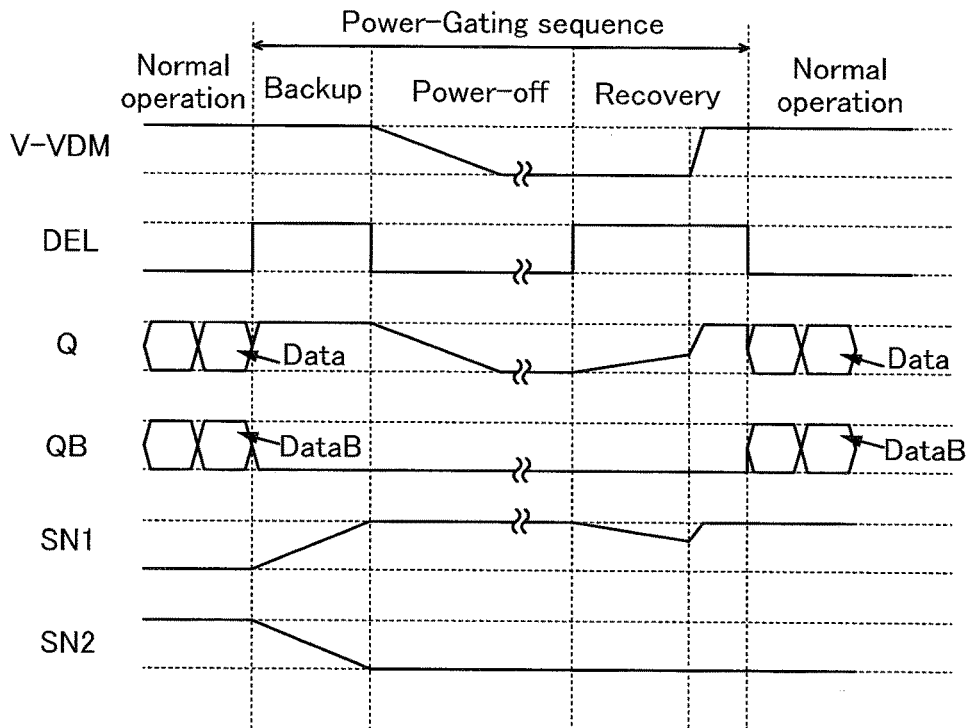 Power-Gating sequence
Normal operation
Backup
Power-off
Recovery
Normal operation
V-VDM
DEL
Q
Data
Data
QB
DataB
DataB
SN1
SN2